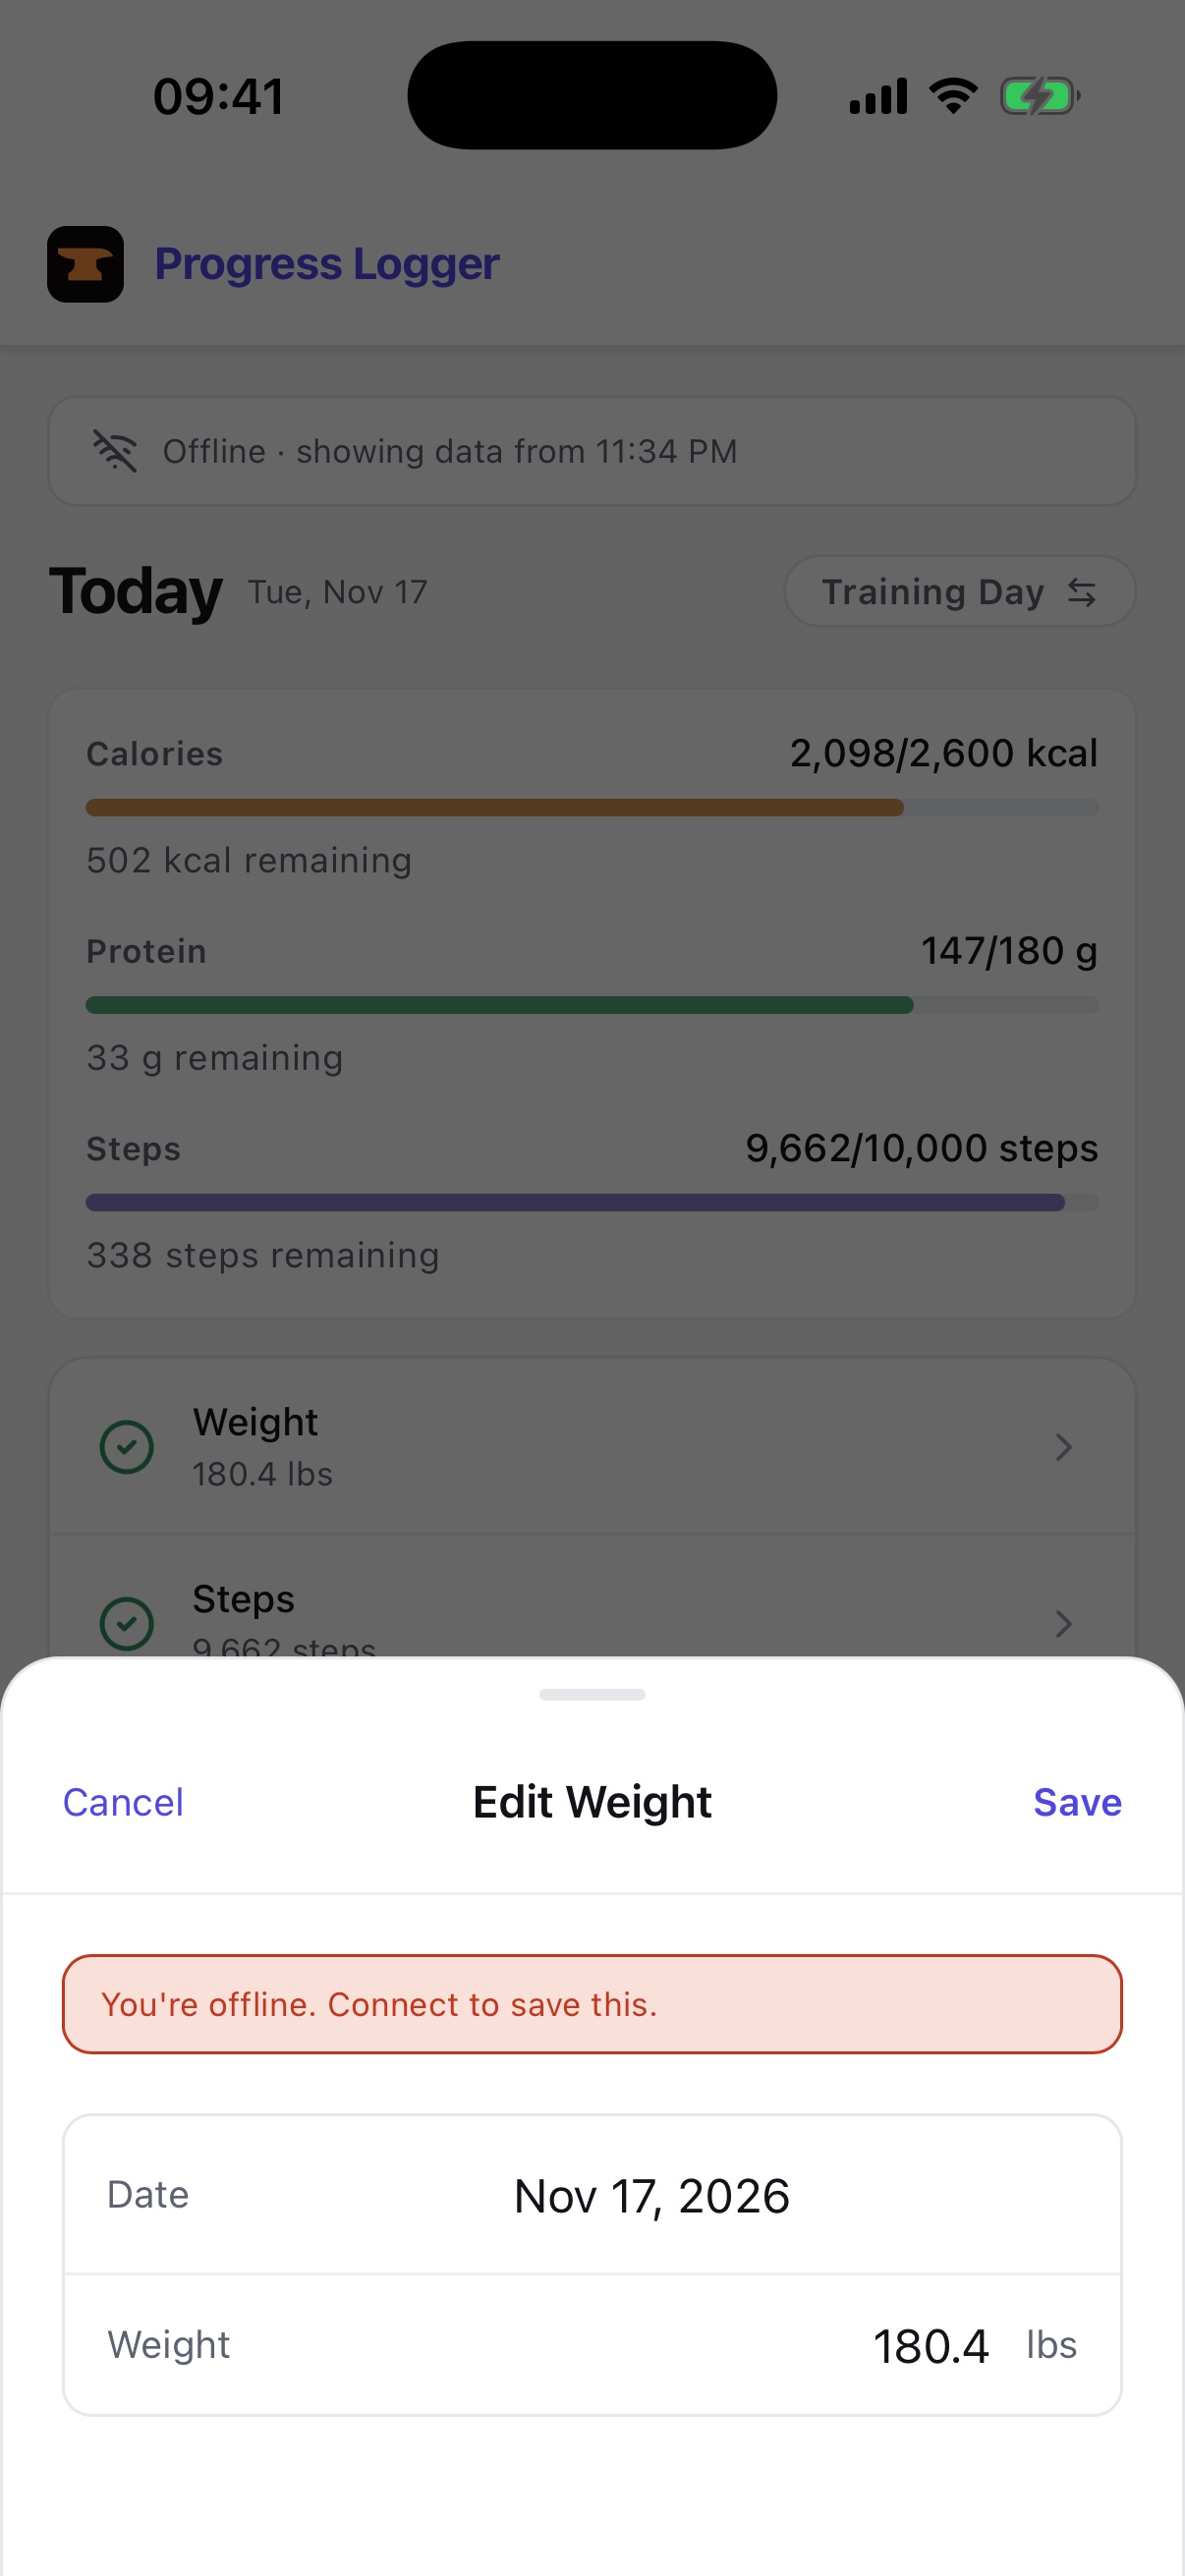 09:41
Progress Logger
Offline · showing data from 11:34 PM
Today Tue, Nov 17 Training Day
Calories 2,098/2,600 kcal
502 kcal remaining
Protein 147/180 g
33 g remaining
Steps 9,662/10,000 steps
338 steps remaining
Weight
180.4 lbs
Steps
9,662 steps
Cancel Edit Weight Save
You're offline. Connect to save this.
Date Nov 17, 2026
Weight 180.4 lbs